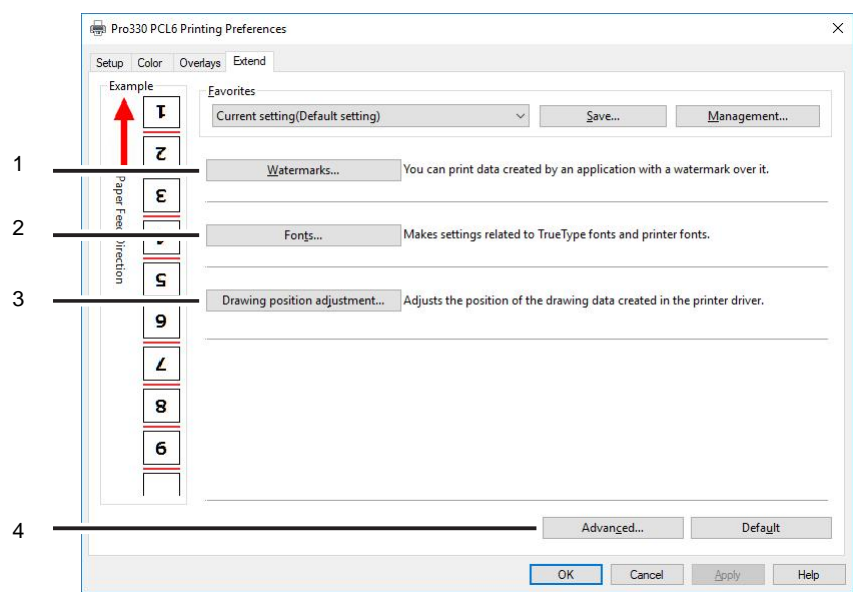 Pro330 PCL6 Printing Preferences
Setup Color Overlays Extend
Example
Paper Feed Direction
1
2
3
5
6
7
8
9
Favorites
Current setting(Default setting) Save... Management...
1 Watermarks... You can print data created by an application with a watermark over it.
2 Fonts... Makes settings related to TrueType fonts and printer fonts.
3 Drawing position adjustment... Adjusts the position of the drawing data created in the printer driver.
4 Advanced... Default
OK Cancel Apply Help